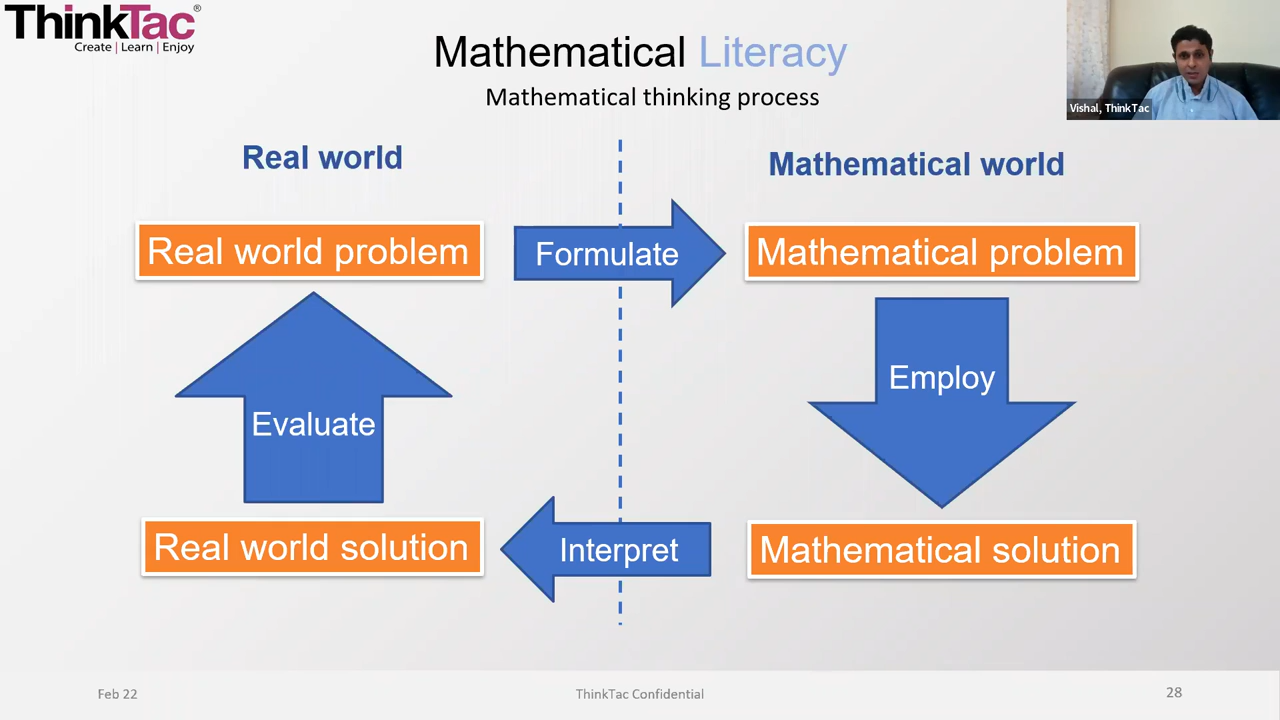 ThinkTac®
Create | Learn | Enjoy
Mathematical Literacy
Mathematical thinking process
Vishal, ThinkTac
Real world
Mathematical world
Real world problem
Formulate
Mathematical problem
Evaluate
Employ
Real world solution
Interpret
Mathematical solution
Feb 22
ThinkTac Confidential
28